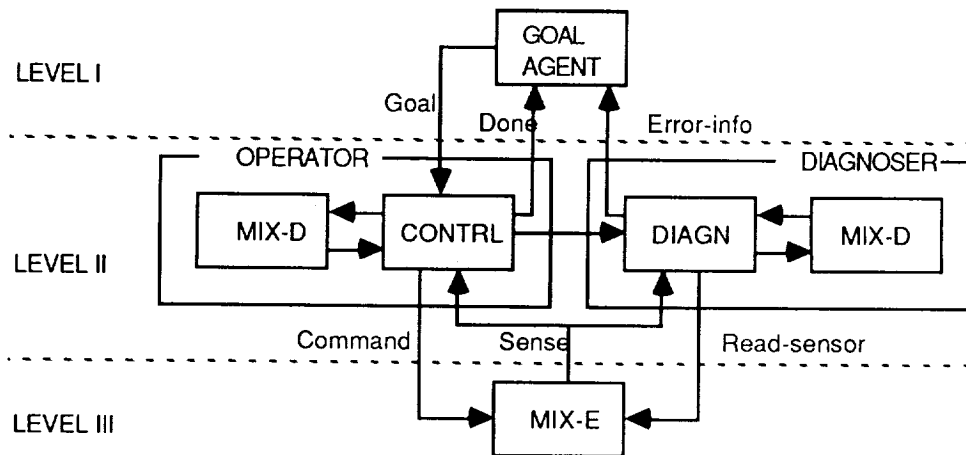 GOAL
AGENT
LEVEL I
Goal
Done
Error-info
OPERATOR
DIAGNOSER
MIX-D
CONTRL
DIAGN
MIX-D
LEVEL II
Command
Sense
Read-sensor
MIX-E
LEVEL III